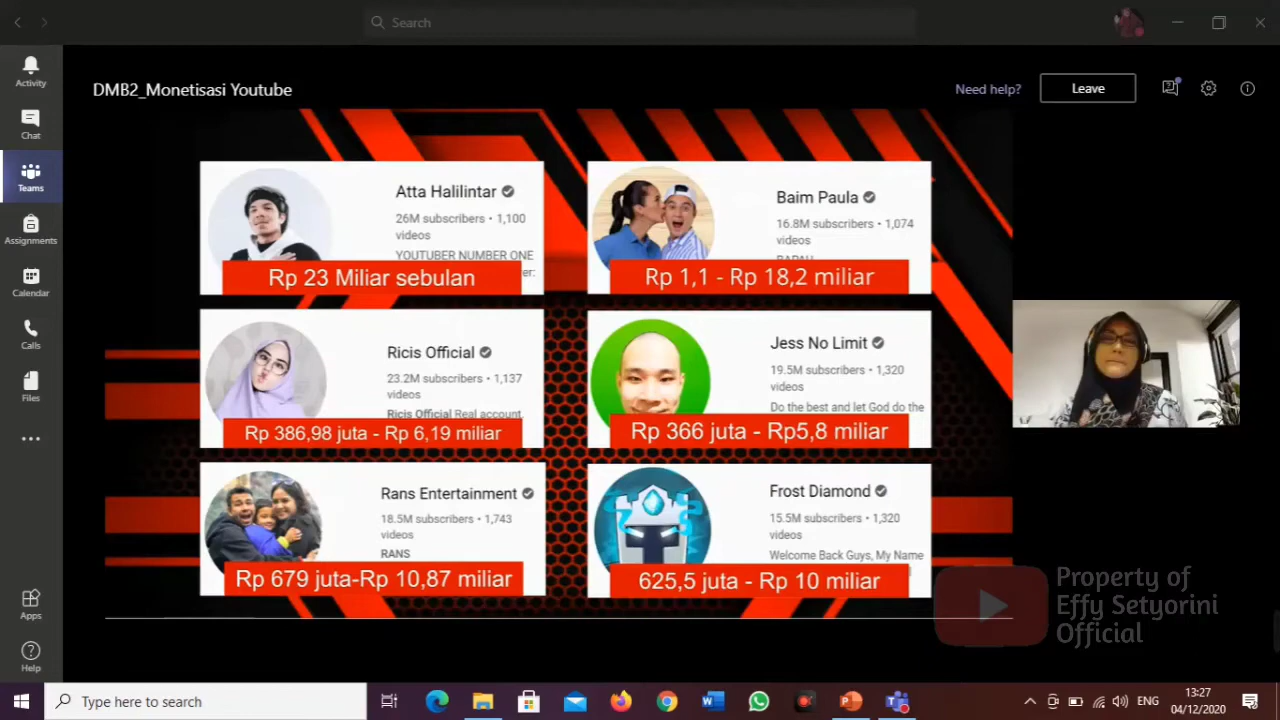 Search
Activity
Chat
Teams
Assignments
Calendar
Calls
Files
Apps
Help
DMB2_Monetisasi Youtube
Need help?
Leave
Atta Halilintar
26M subscribers • 1,100
videos
YOUTUBER NUMBER ONE
er:
Rp 23 Miliar sebulan
Baim Paula
16.8M subscribers • 1,074
videos
Rp 1,1 - Rp 18,2 miliar
Ricis Official
23.2M subscribers • 1,137
videos
Ricis Official Real account
Rp 386,98 juta - Rp 6,19 miliar
Jess No Limit
19.5M subscribers • 1,320
videos
Do the best and let God do the
Rp 366 juta - Rp5,8 miliar
Rans Entertainment
18.5M subscribers • 1,743
videos
RANS
Rp 679 juta-Rp 10,87 miliar
Frost Diamond
15.5M subscribers • 1,320
videos
Welcome Back Guys, My Name
625,5 juta - Rp 10 miliar
Property of
Effy Setyorini
Official
Type here to search
ENG
13:27
04/12/2020